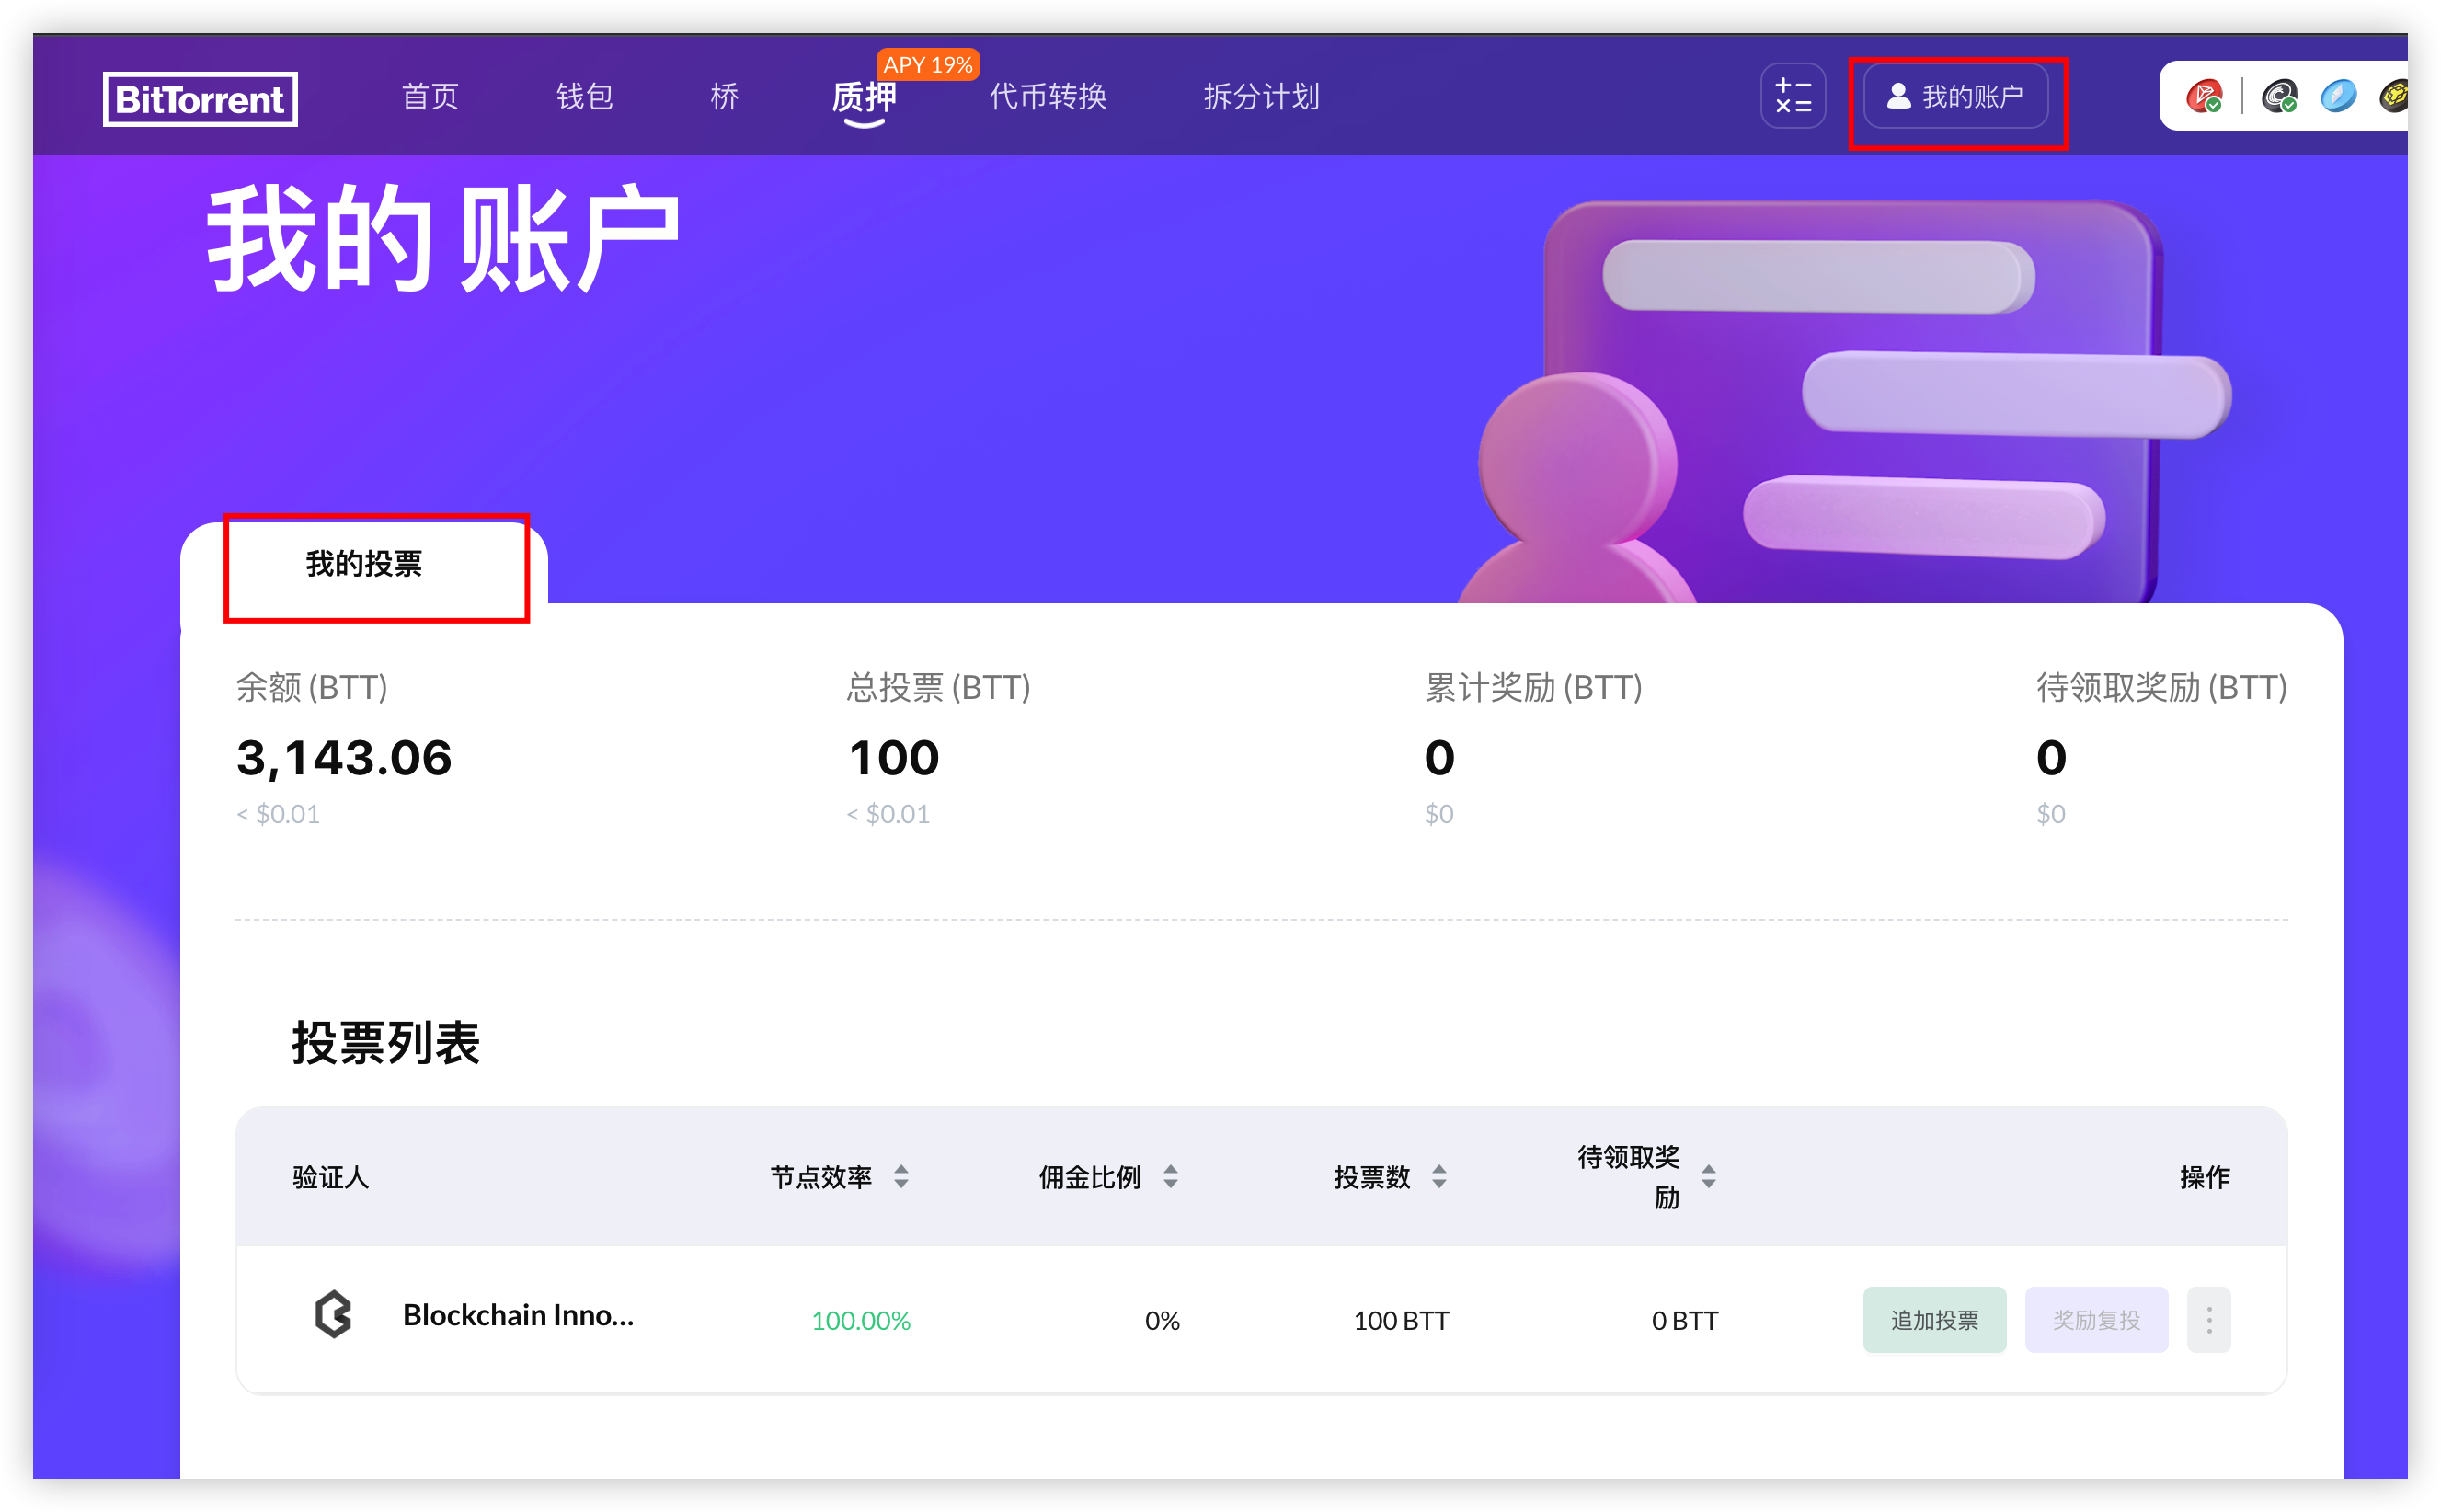 BitTorrent
首页
钱包
桥
质押
APY 19%
代币转换
拆分计划
我的账户
我的 账户
我的投票
余额 (BTT)
总投票 (BTT)
累计奖励 (BTT)
待领取奖励 (BTT)
3,143.06
100
0
0
< $0.01
< $0.01
$0
$0
投票列表
验证人
节点效率
佣金比例
投票数
待领取奖
励
操作
Blockchain Inno...
100.00%
0%
100 BTT
0 BTT
追加投票
奖励复投